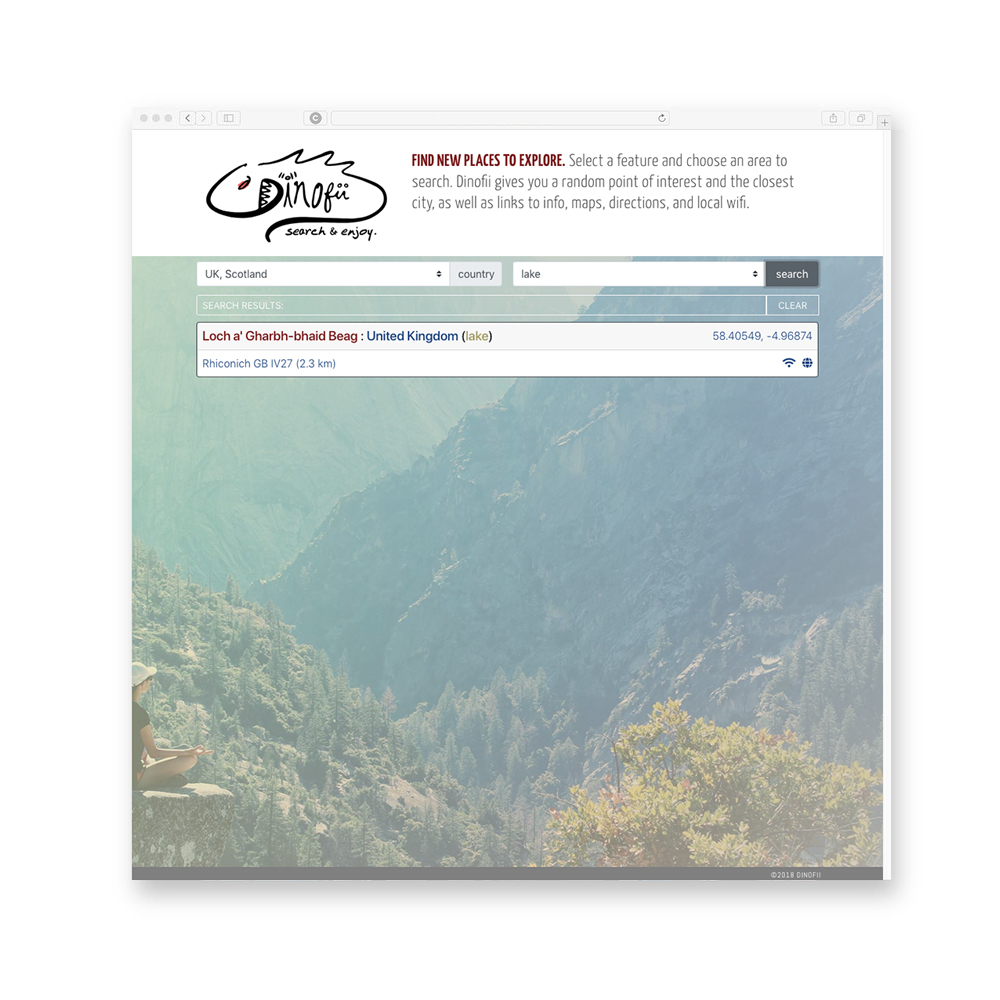 Dinofii
search & enjoy.
FIND NEW PLACES TO EXPLORE. Select a feature and choose an area to
search. Dinofii gives you a random point of interest and the closest
city, as well as links to info, maps, directions, and local wifi.
UK, Scotland country lake search
SEARCH RESULTS: CLEAR
Loch a' Gharbh-bhaid Beag : United Kingdom (lake) 58.40549, -4.96874
Rhiconich GB IV27 (2.3 km)
©2018 DINOFII